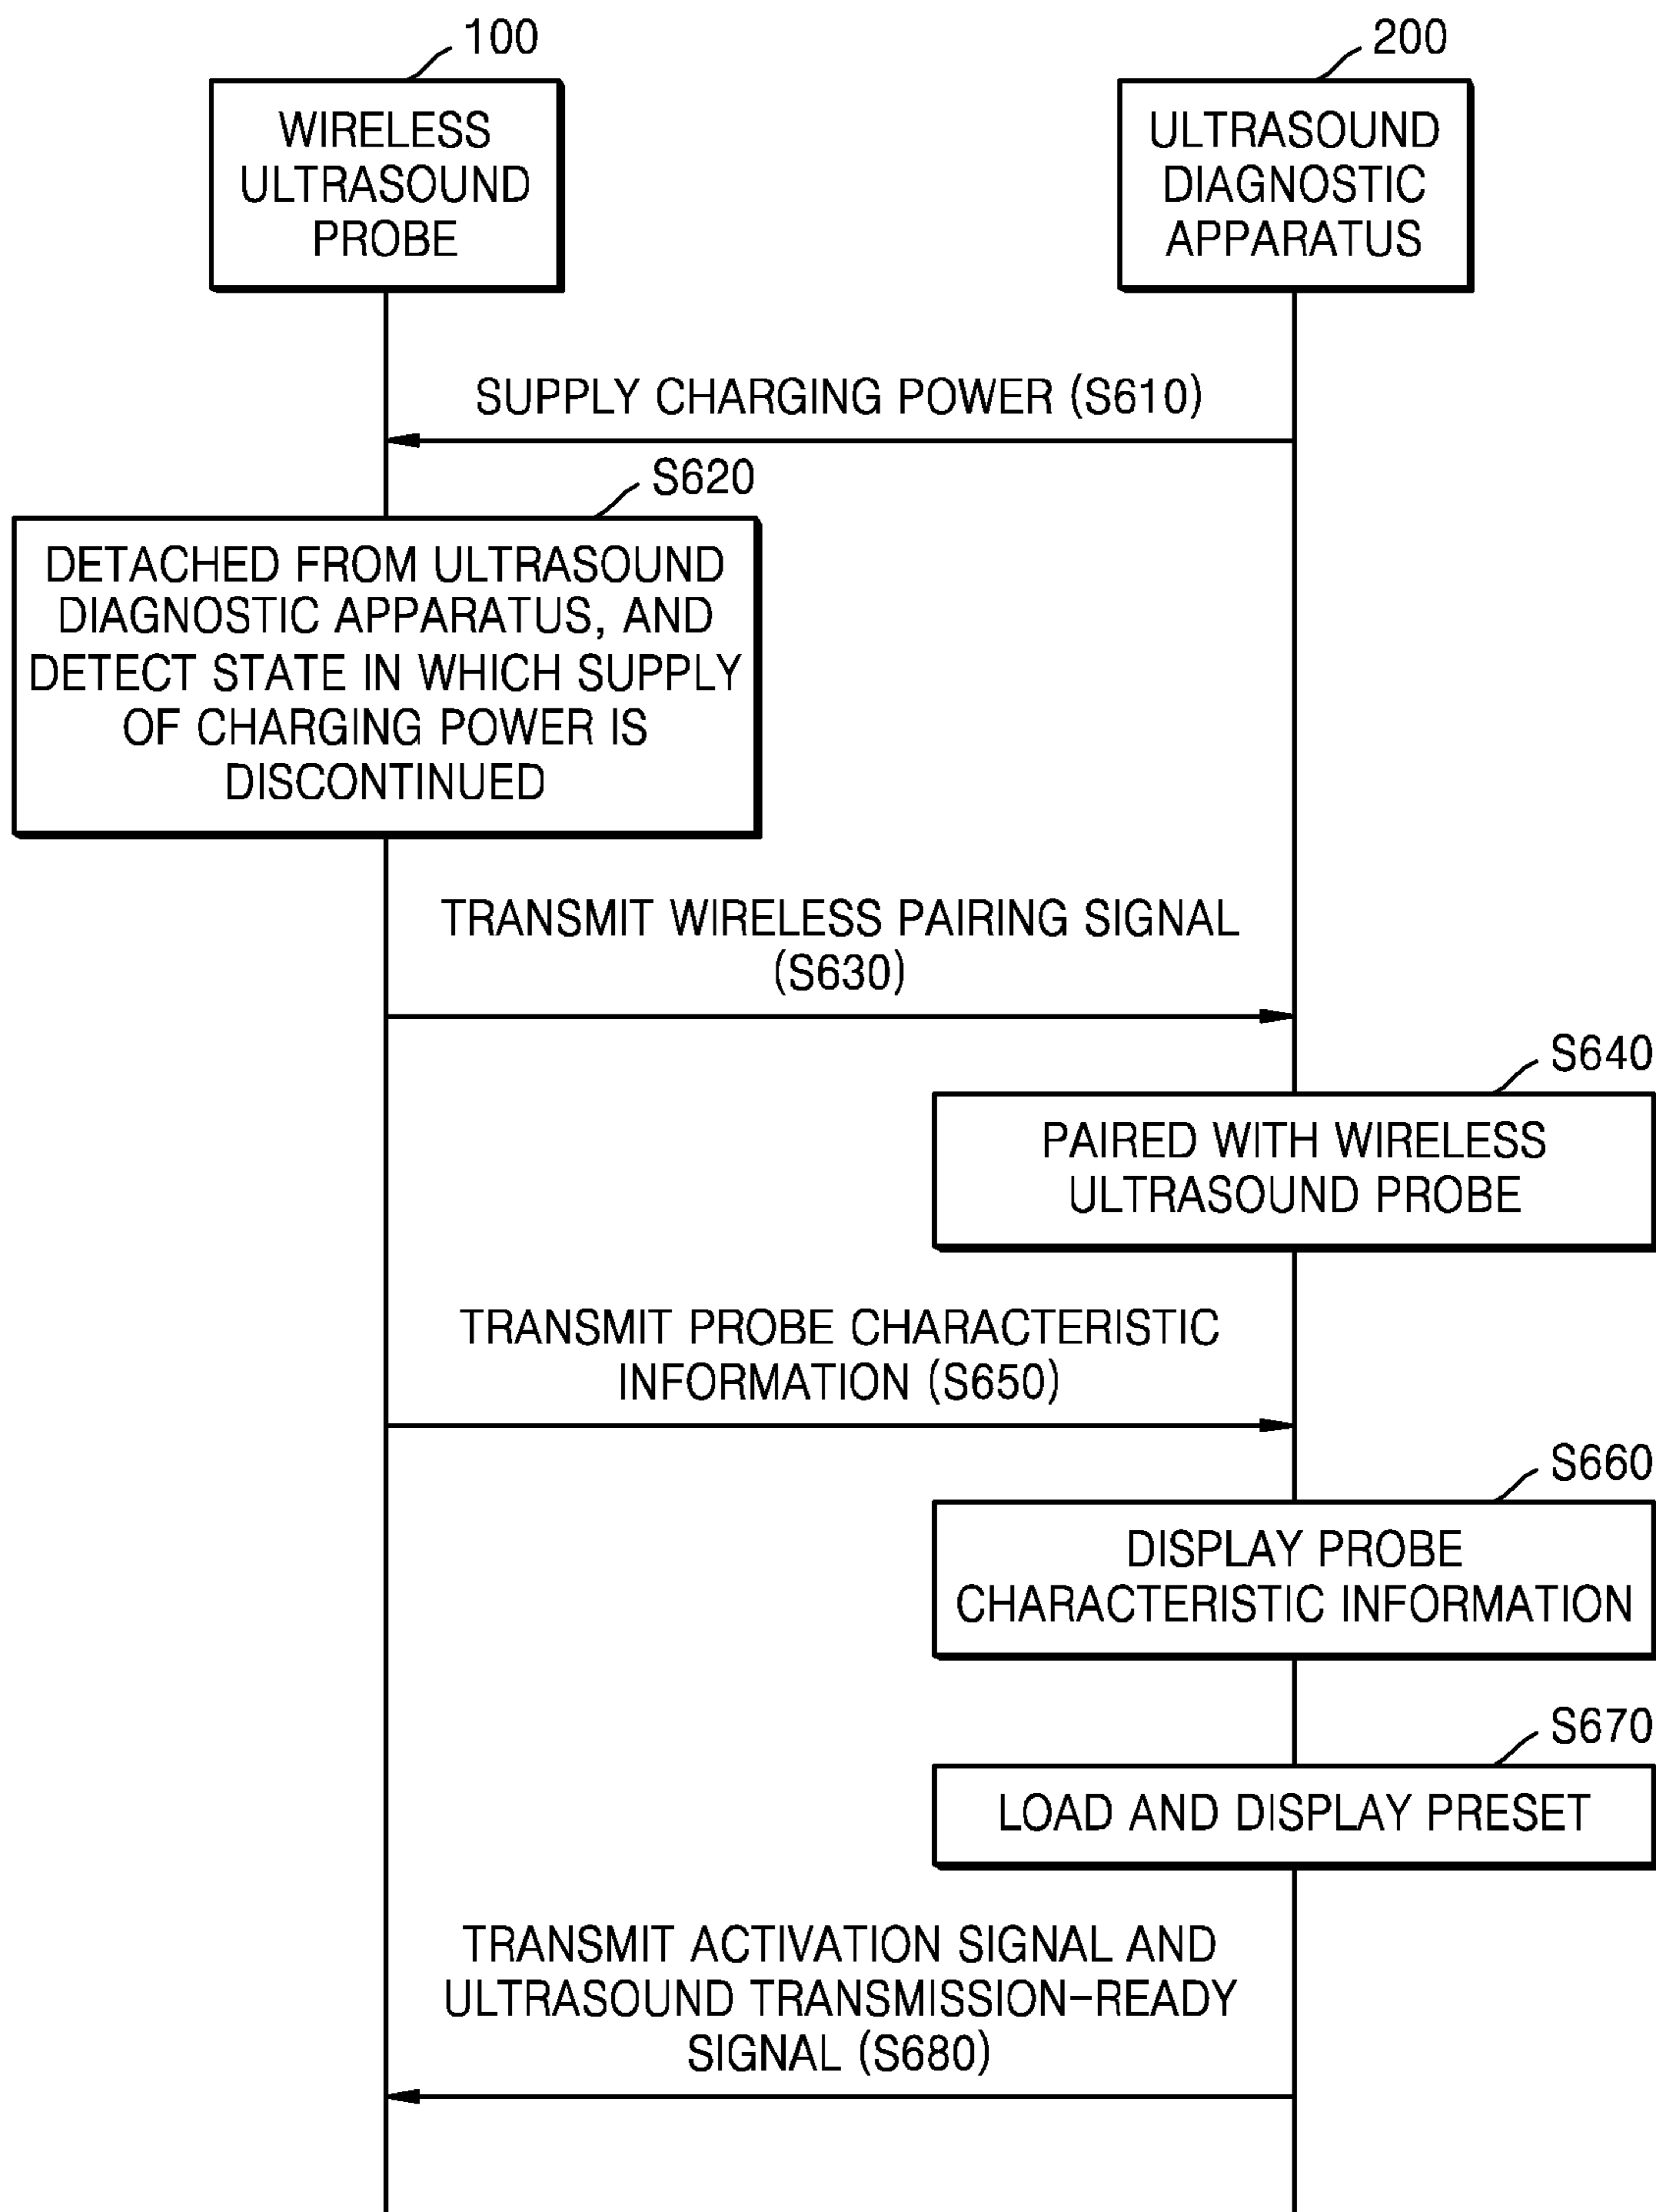 100
WIRELESS
ULTRASOUND
PROBE
200
ULTRASOUND
DIAGNOSTIC
APPARATUS
SUPPLY CHARGING POWER (S610)
S620
DETACHED FROM ULTRASOUND
DIAGNOSTIC APPARATUS, AND
DETECT STATE IN WHICH SUPPLY
OF CHARGING POWER IS
DISCONTINUED
TRANSMIT WIRELESS PAIRING SIGNAL
(S630)
S640
PAIRED WITH WIRELESS
ULTRASOUND PROBE
TRANSMIT PROBE CHARACTERISTIC
INFORMATION (S650)
S660
DISPLAY PROBE
CHARACTERISTIC INFORMATION
S670
LOAD AND DISPLAY PRESET
TRANSMIT ACTIVATION SIGNAL AND
ULTRASOUND TRANSMISSION-READY
SIGNAL (S680)